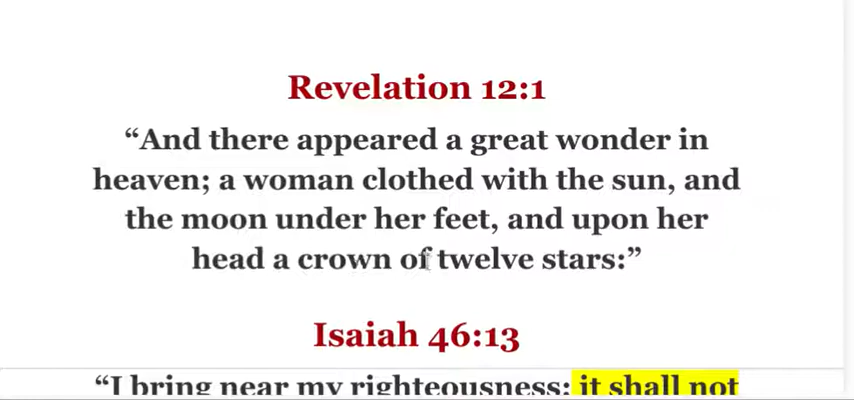 Revelation 12:1
“And there appeared a great wonder in
heaven; a woman clothed with the sun, and
the moon under her feet, and upon her
head a crown of twelve stars:”
Isaiah 46:13
“I bring near my righteousness; it shall not